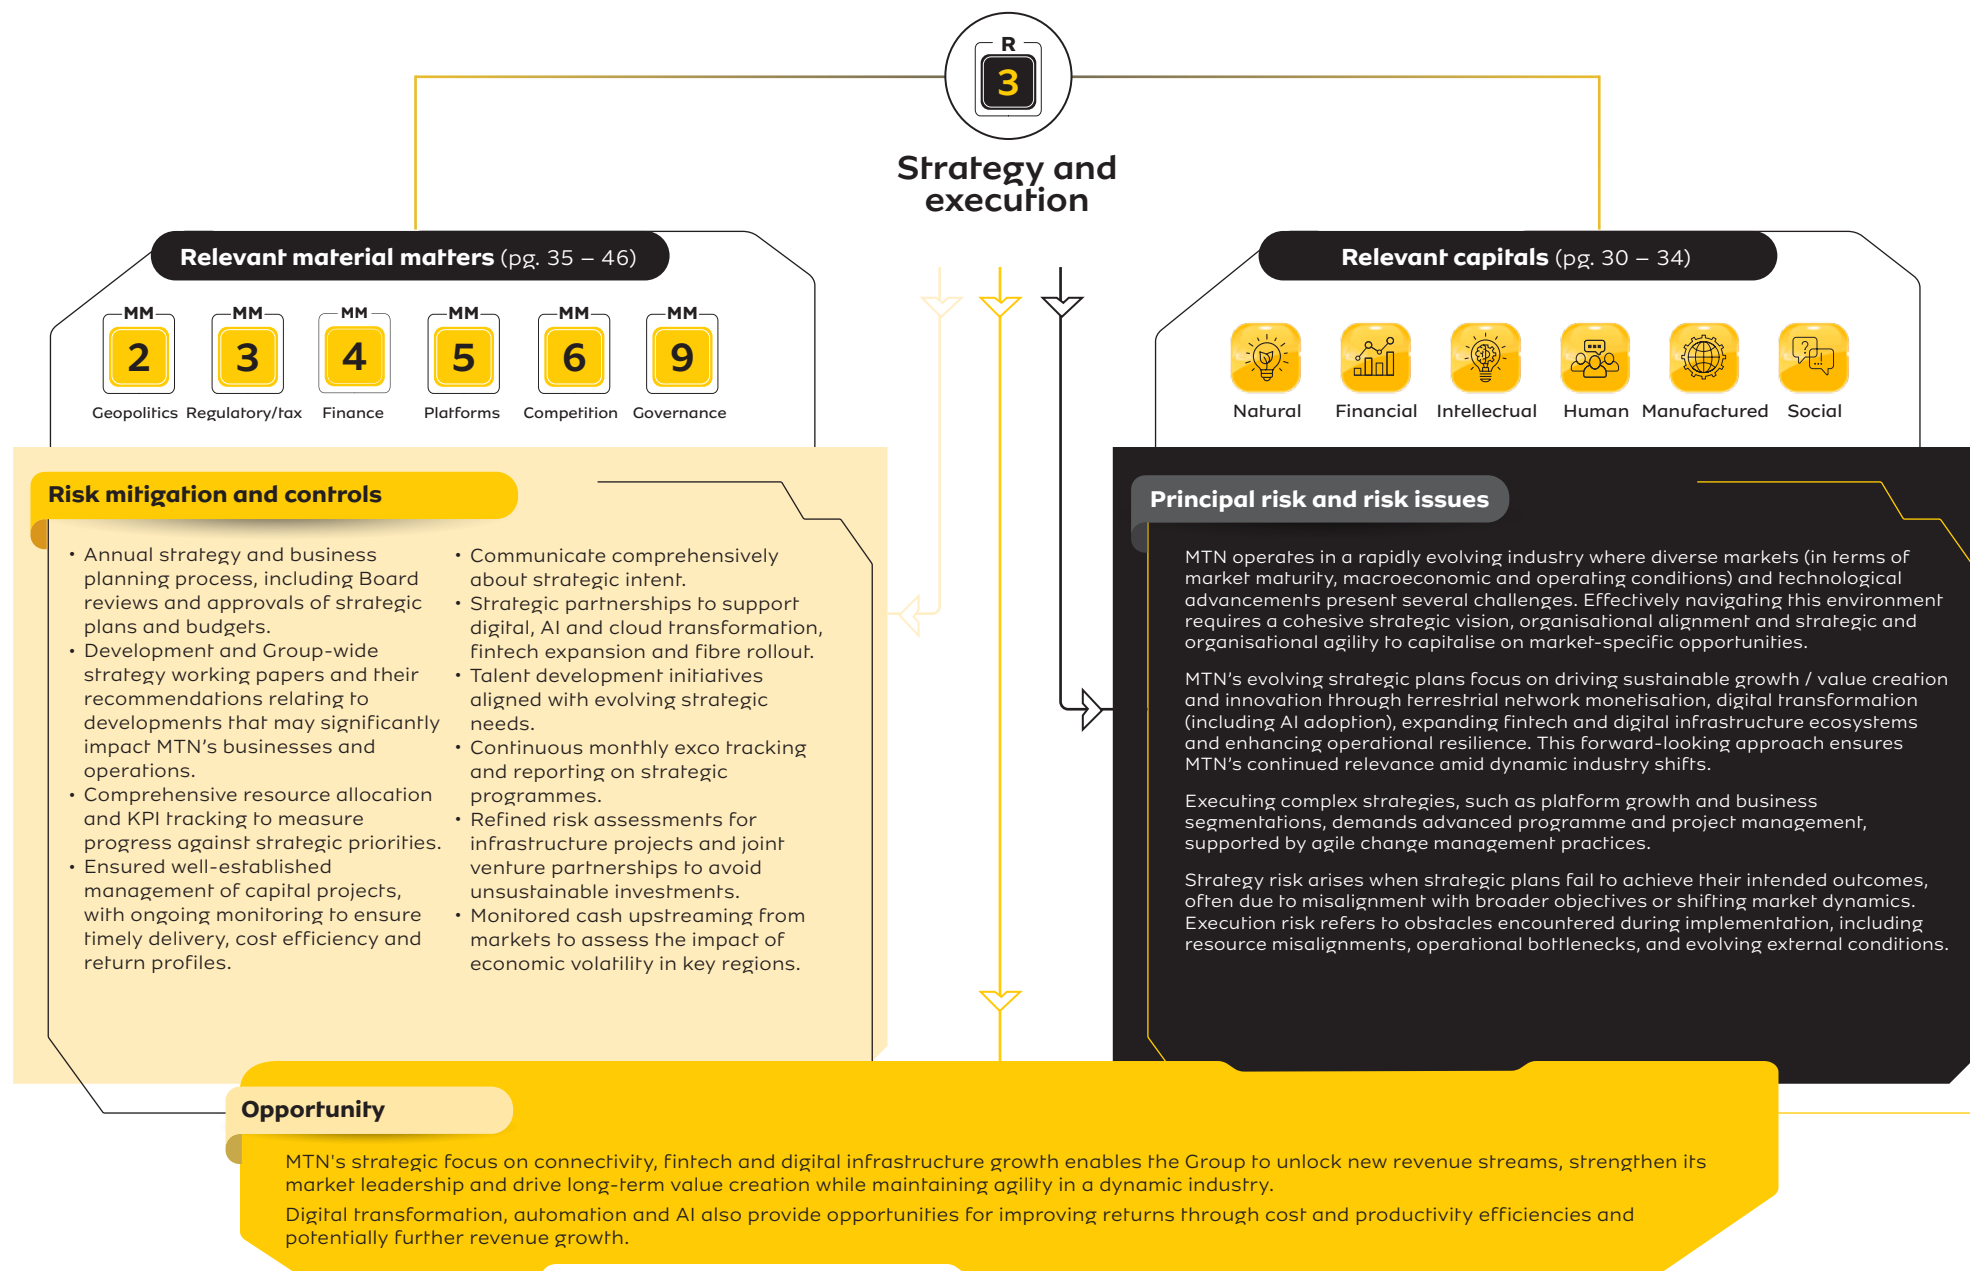 R
3
Strategy and
execution
Relevant material matters (pg. 35 – 46)
MM
2
Geopolitics
MM
3
Regulatory/tax
MM
4
Finance
MM
5
Platforms
MM
6
Competition
MM
9
Governance
Relevant capitals (pg. 30 – 34)
Natural
Financial
Intellectual
Human
Manufactured
Social
Risk mitigation and controls
• Annual strategy and business
planning process, including Board
reviews and approvals of strategic
plans and budgets.
• Development and Group-wide
strategy working papers and their
recommendations relating to
developments that may significantly
impact MTN’s businesses and
operations.
• Comprehensive resource allocation
and KPI tracking to measure
progress against strategic priorities.
• Ensured well-established
management of capital projects,
with ongoing monitoring to ensure
timely delivery, cost efficiency and
return profiles.
• Communicate comprehensively
about strategic intent.
• Strategic partnerships to support
digital, AI and cloud transformation,
fintech expansion and fibre rollout.
• Talent development initiatives
aligned with evolving strategic
needs.
• Continuous monthly exco tracking
and reporting on strategic
programmes.
• Refined risk assessments for
infrastructure projects and joint
venture partnerships to avoid
unsustainable investments.
• Monitored cash upstreaming from
markets to assess the impact of
economic volatility in key regions.
Principal risk and risk issues
MTN operates in a rapidly evolving industry where diverse markets (in terms of
market maturity, macroeconomic and operating conditions) and technological
advancements present several challenges. Effectively navigating this environment
requires a cohesive strategic vision, organisational alignment and strategic and
organisational agility to capitalise on market-specific opportunities.
MTN’s evolving strategic plans focus on driving sustainable growth / value creation
and innovation through terrestrial network monetisation, digital transformation
(including AI adoption), expanding fintech and digital infrastructure ecosystems
and enhancing operational resilience. This forward-looking approach ensures
MTN’s continued relevance amid dynamic industry shifts.
Executing complex strategies, such as platform growth and business
segmentations, demands advanced programme and project management,
supported by agile change management practices.
Strategy risk arises when strategic plans fail to achieve their intended outcomes,
often due to misalignment with broader objectives or shifting market dynamics.
Execution risk refers to obstacles encountered during implementation, including
resource misalignments, operational bottlenecks, and evolving external conditions.
Opportunity
MTN's strategic focus on connectivity, fintech and digital infrastructure growth enables the Group to unlock new revenue streams, strengthen its
market leadership and drive long-term value creation while maintaining agility in a dynamic industry.
Digital transformation, automation and AI also provide opportunities for improving returns through cost and productivity efficiencies and
potentially further revenue growth.